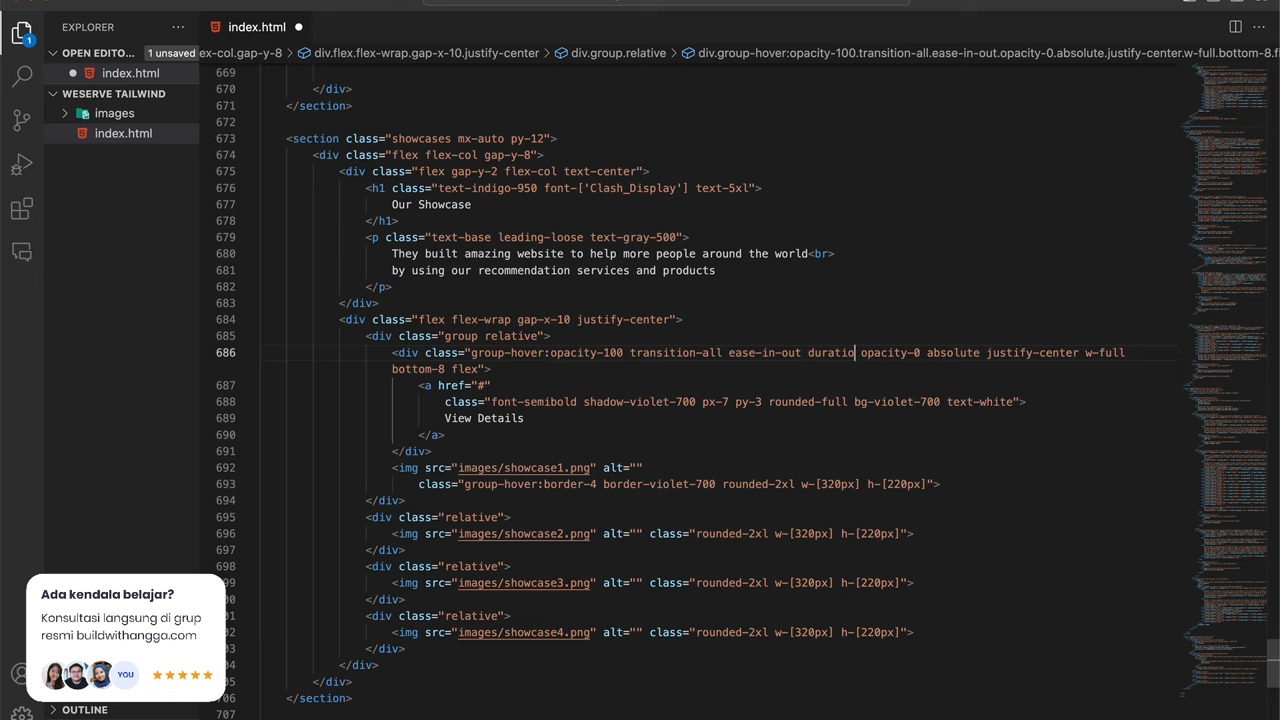 EXPLORER
index.html
OPEN EDITO...
1 unsaved
ex-col.gap-y-8 > div.flex.flex-wrap.gap-x-10.justify-center > div.group.relative > div.group-hover:opacity-100.transition-all.ease-in-out.opacity-0.absolute.justify-center.w-full.bottom-8.fl
index.html
WESERVE TAILWIND
images
index.html
669
670 </div>
671 </section>
672
673 <section class="showcases mx-auto py-12">
674 <div class="flex flex-col gap-y-8">
675 <div class="flex gap-y-2 flex-col text-center">
676 <h1 class="text-indigo-950 font-['Clash_Display'] text-5xl">
677 Our Showcase
678 </h1>
679 <p class="text-base leading-loose text-gray-500">
680 They built amazing website to help more people around the world<br>
681 by using our recommendation services and products
682 </p>
683 </div>
684 <div class="flex flex-wrap gap-x-10 justify-center">
685 <div class="group relative">
686 <div class="group-hover:opacity-100 transition-all ease-in-out duratio opacity-0 absolute justify-center w-full
bottom-8 flex">
687 <a href="#"
688 class="font-semibold shadow-violet-700 px-7 py-3 rounded-full bg-violet-700 text-white">
689 View Details
690 </a>
691 </div>
692 <img src="images/showcase1.png" alt=""
693 class="group-hover:border-4 border-violet-700 rounded-2xl w-[320px] h-[220px]">
694 </div>
695 <div class="relative">
696 <img src="images/showcase2.png" alt="" class="rounded-2xl w-[320px] h-[220px]">
697 </div>
<div class="relative">
<img src="images/showcase3.png" alt="" class="rounded-2xl w-[320px] h-[220px]">
</div>
<div class="relative">
<img src="images/showcase4.png" alt="" class="rounded-2xl w-[320px] h-[220px]">
</div>
</div>
</div>
</section>
707
Ada kendala belajar?
Konsultasi langsung di grup
resmi buildwithangga.com
YOU
OUTLINE
1